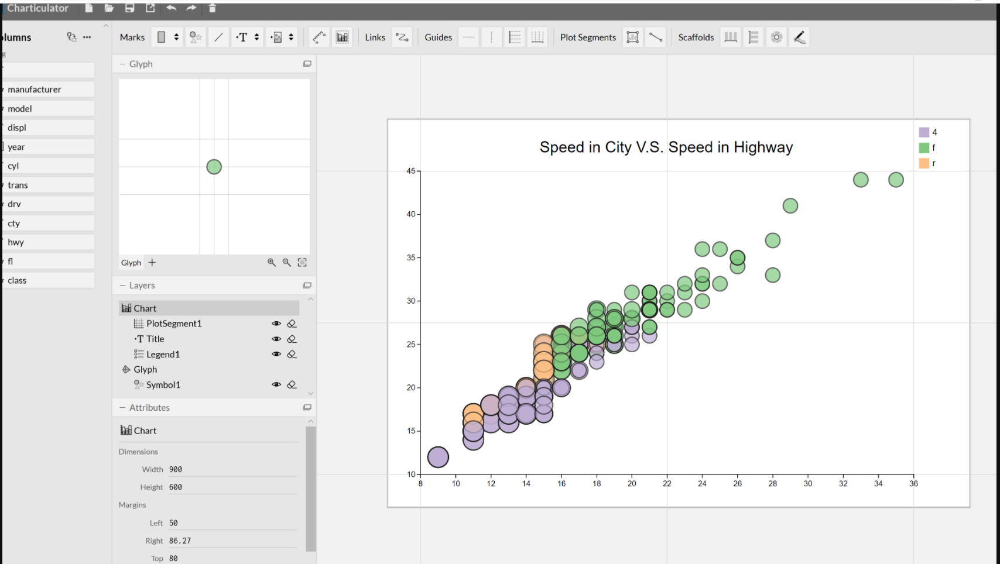 Charticulator
lumns
Marks
T
Links
Guides
Plot Segments
Scaffolds
manufacturer
model
displ
year
cyl
trans
drv
cty
hwy
fl
class
Glyph
Glyph +
Layers
Chart
PlotSegment1
T Title
Legend1
Glyph
Symbol1
Attributes
Chart
Dimensions
Width 900
Height 600
Margins
Left 50
Right 86.27
Top 80
Speed in City V.S. Speed in Highway
4
f
r
45
40
35
30
25
20
15
10
8 10 12 14 16 18 20 22 24 26 28 30 32 34 36